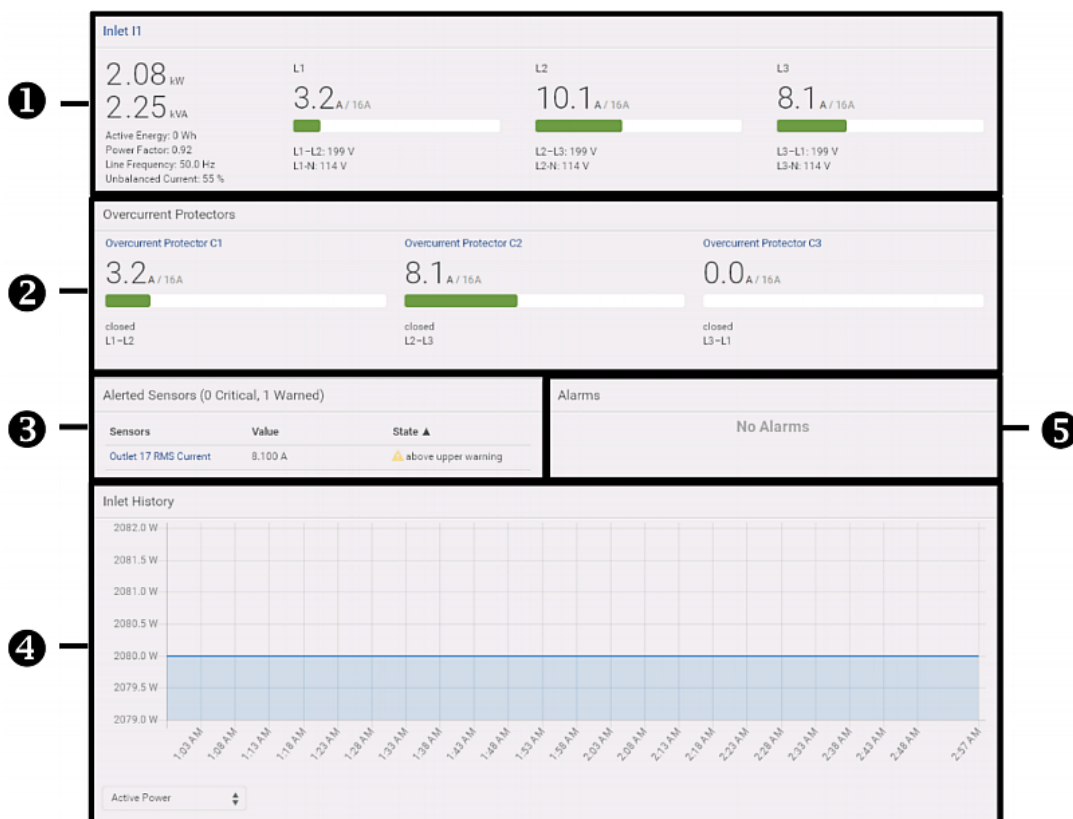 Inlet I1
2.08 kW
2.25 kVA
Active Energy: 0 Wh
Power Factor: 0.92
Line Frequency: 50.0 Hz
Unbalanced Current: 55 %
L1
3.2 A / 16A
L1–L2: 199 V
L1-N: 114 V
L2
10.1 A / 16A
L2–L3: 199 V
L2-N: 114 V
L3
8.1 A / 16A
L3–L1: 199 V
L3-N: 114 V
1
Overcurrent Protectors
Overcurrent Protector C1
3.2 A / 16A
closed
L1–L2
Overcurrent Protector C2
8.1 A / 16A
closed
L2–L3
Overcurrent Protector C3
0.0 A / 16A
closed
L3–L1
2
Alerted Sensors (0 Critical, 1 Warned)
Sensors Value State ▲
Outlet 17 RMS Current 8.100 A above upper warning
3
Alarms
No Alarms
5
Inlet History
2082.0 W
2081.5 W
2081.0 W
2080.5 W
2080.0 W
2079.5 W
2079.0 W
1:03 AM
1:08 AM
1:13 AM
1:18 AM
1:23 AM
1:28 AM
1:33 AM
1:38 AM
1:43 AM
1:48 AM
1:53 AM
1:58 AM
2:03 AM
2:08 AM
2:13 AM
2:18 AM
2:23 AM
2:28 AM
2:33 AM
2:38 AM
2:43 AM
2:48 AM
2:57 AM
4
Active Power